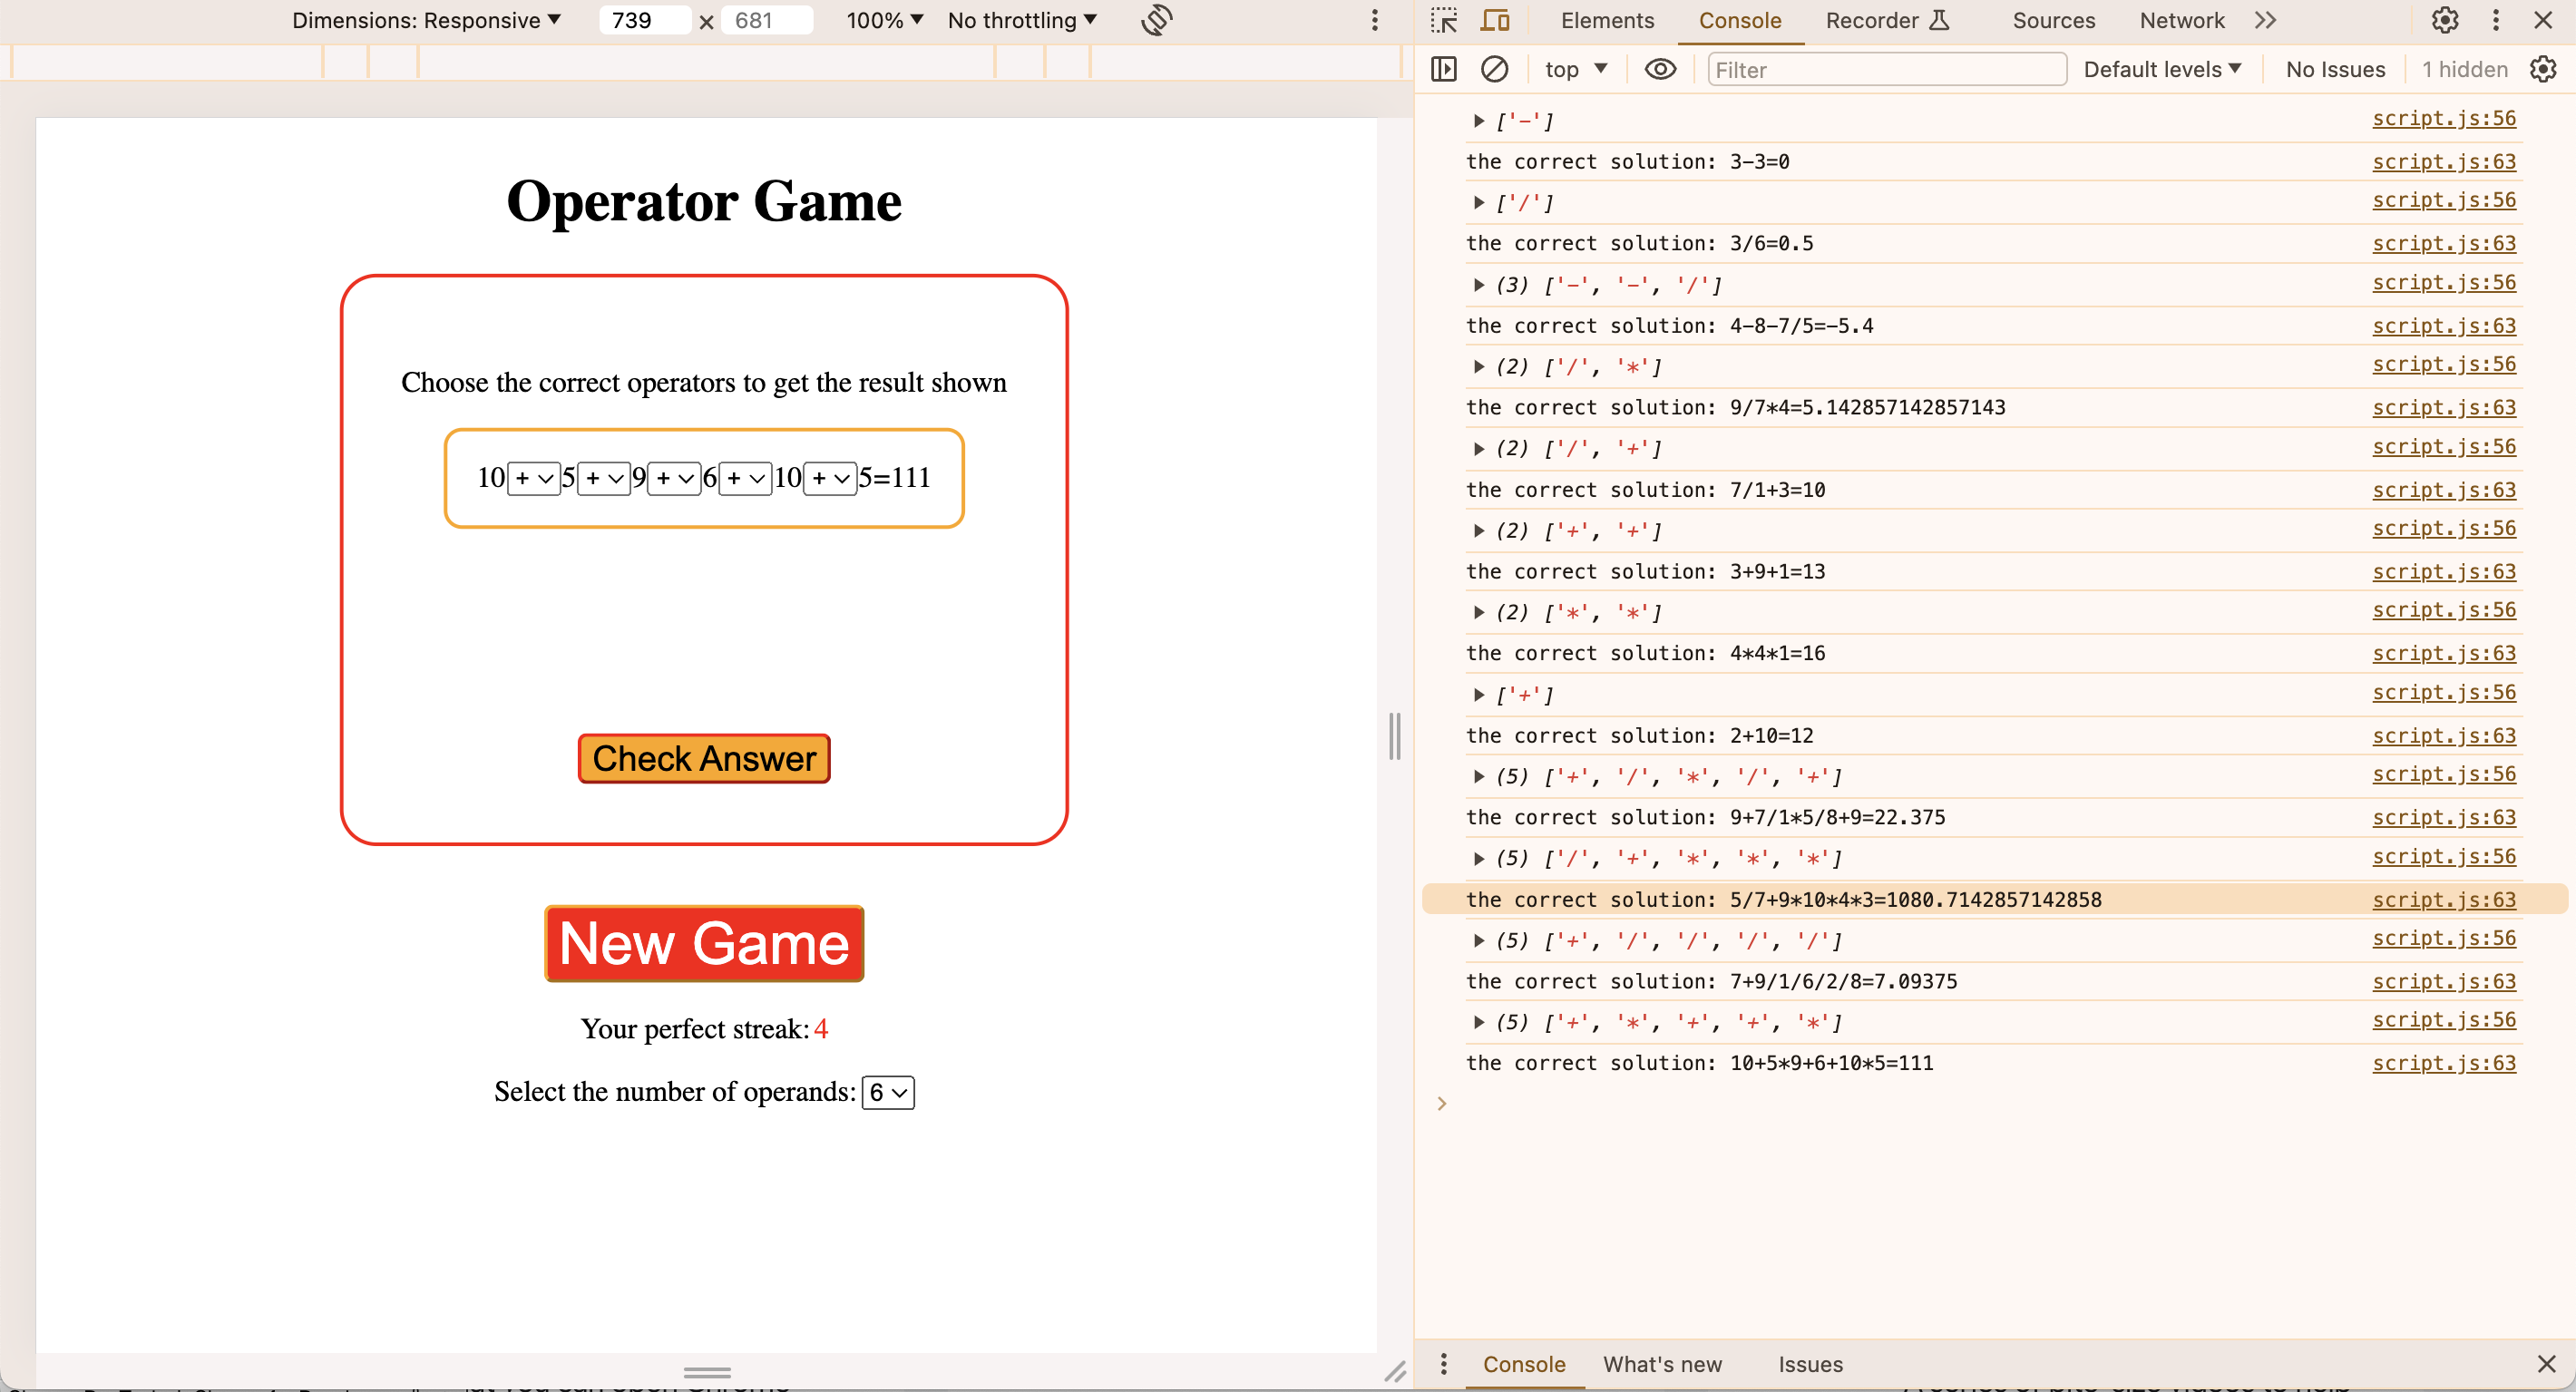 Dimensions: Responsive 739 × 681 100% No throttling
Operator Game
Choose the correct operators to get the result shown
10 + 5 + 9 + 6 + 10 + 5=111
Check Answer
New Game
Your perfect streak: 4
Select the number of operands: 6
Elements Console Recorder Sources Network
top Filter Default levels No Issues 1 hidden
['-'] script.js:56
the correct solution: 3-3=0 script.js:63
['/'] script.js:56
the correct solution: 3/6=0.5 script.js:63
(3) ['-', '-', '/'] script.js:56
the correct solution: 4-8-7/5=-5.4 script.js:63
(2) ['/', '*'] script.js:56
the correct solution: 9/7*4=5.142857142857143 script.js:63
(2) ['/', '+'] script.js:56
the correct solution: 7/1+3=10 script.js:63
(2) ['+', '+'] script.js:56
the correct solution: 3+9+1=13 script.js:63
(2) ['*', '*'] script.js:56
the correct solution: 4*4*1=16 script.js:63
['+'] script.js:56
the correct solution: 2+10=12 script.js:63
(5) ['+', '/', '*', '/', '+'] script.js:56
the correct solution: 9+7/1*5/8+9=22.375 script.js:63
(5) ['/', '+', '*', '*', '*'] script.js:56
the correct solution: 5/7+9*10*4*3=1080.7142857142858 script.js:63
(5) ['+', '/', '/', '/', '/'] script.js:56
the correct solution: 7+9/1/6/2/8=7.09375 script.js:63
(5) ['+', '*', '+', '+', '*'] script.js:56
the correct solution: 10+5*9+6+10*5=111 script.js:63
Console What's new Issues